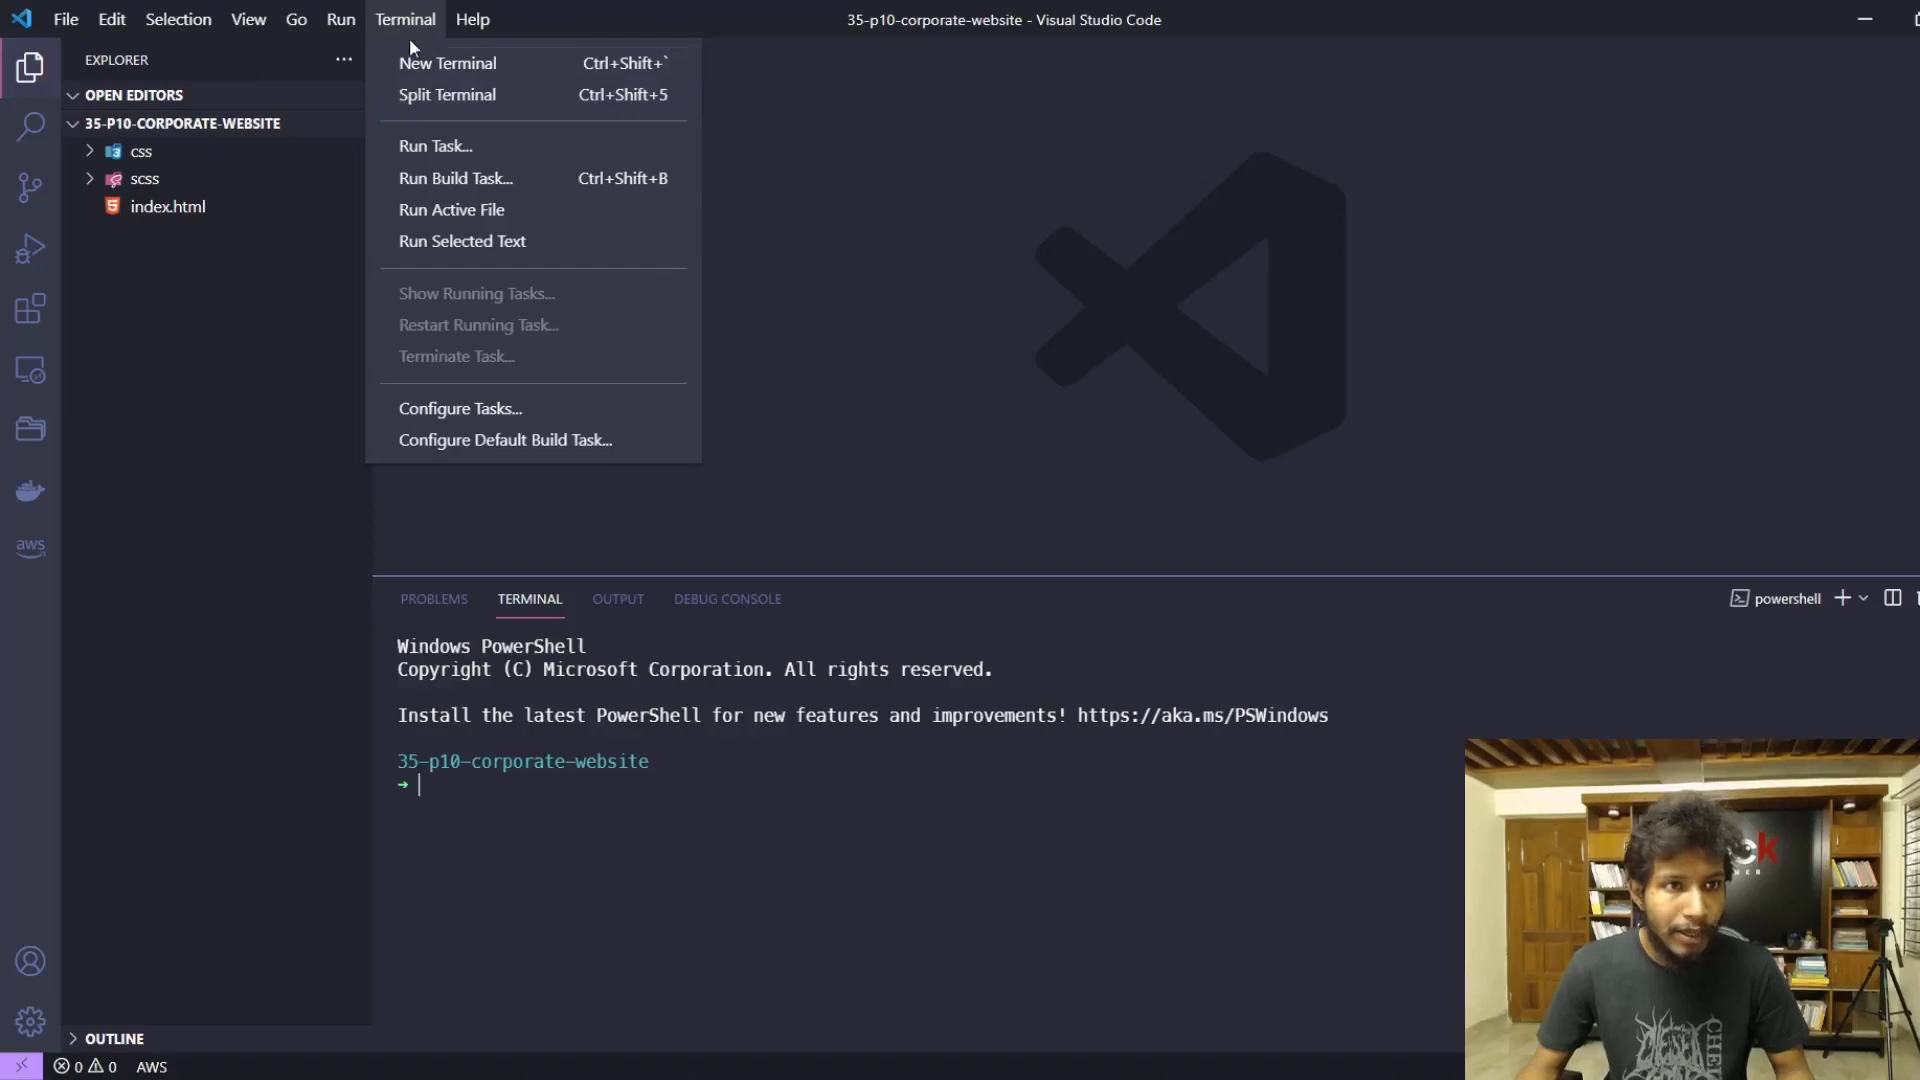 File Edit Selection View Go Run Terminal Help
35-p10-corporate-website - Visual Studio Code
EXPLORER
OPEN EDITORS
35-P10-CORPORATE-WEBSITE
css
scss
index.html
New Terminal Ctrl+Shift+`
Split Terminal Ctrl+Shift+5
Run Task...
Run Build Task... Ctrl+Shift+B
Run Active File
Run Selected Text
Show Running Tasks...
Restart Running Task...
Terminate Task...
Configure Tasks...
Configure Default Build Task...
aws
PROBLEMS TERMINAL OUTPUT DEBUG CONSOLE
powershell
Windows PowerShell
Copyright (C) Microsoft Corporation. All rights reserved.
Install the latest PowerShell for new features and improvements! https://aka.ms/PSWindows
35-p10-corporate-website
➜
OUTLINE
0 0 AWS